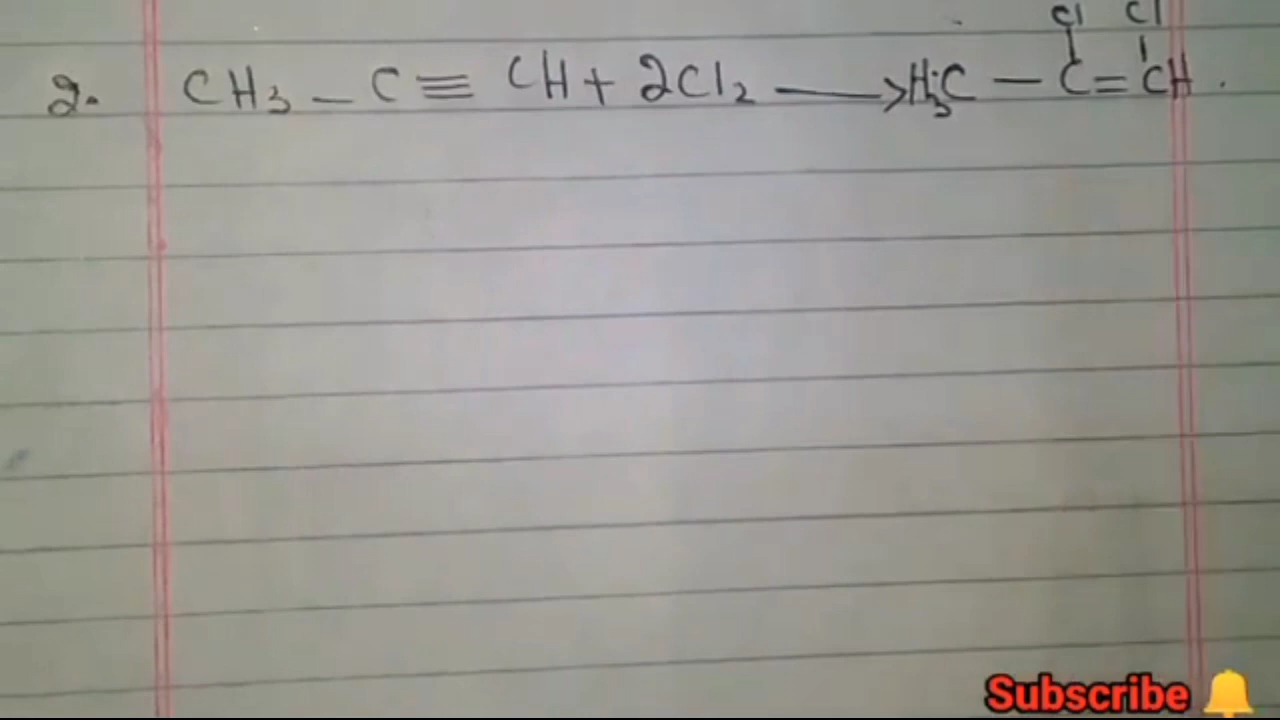 Cl Cl
2. CH3 – C ≡ CH + 2Cl2 ⟶ H3C – C = CH.
Subscribe